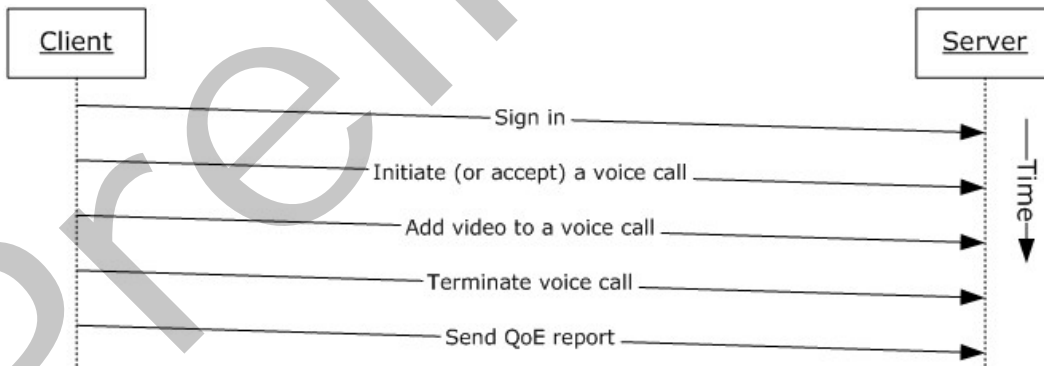 Client
Server
Sign in
Initiate (or accept) a voice call
Time
Add video to a voice call
Terminate voice call
Send QoE report